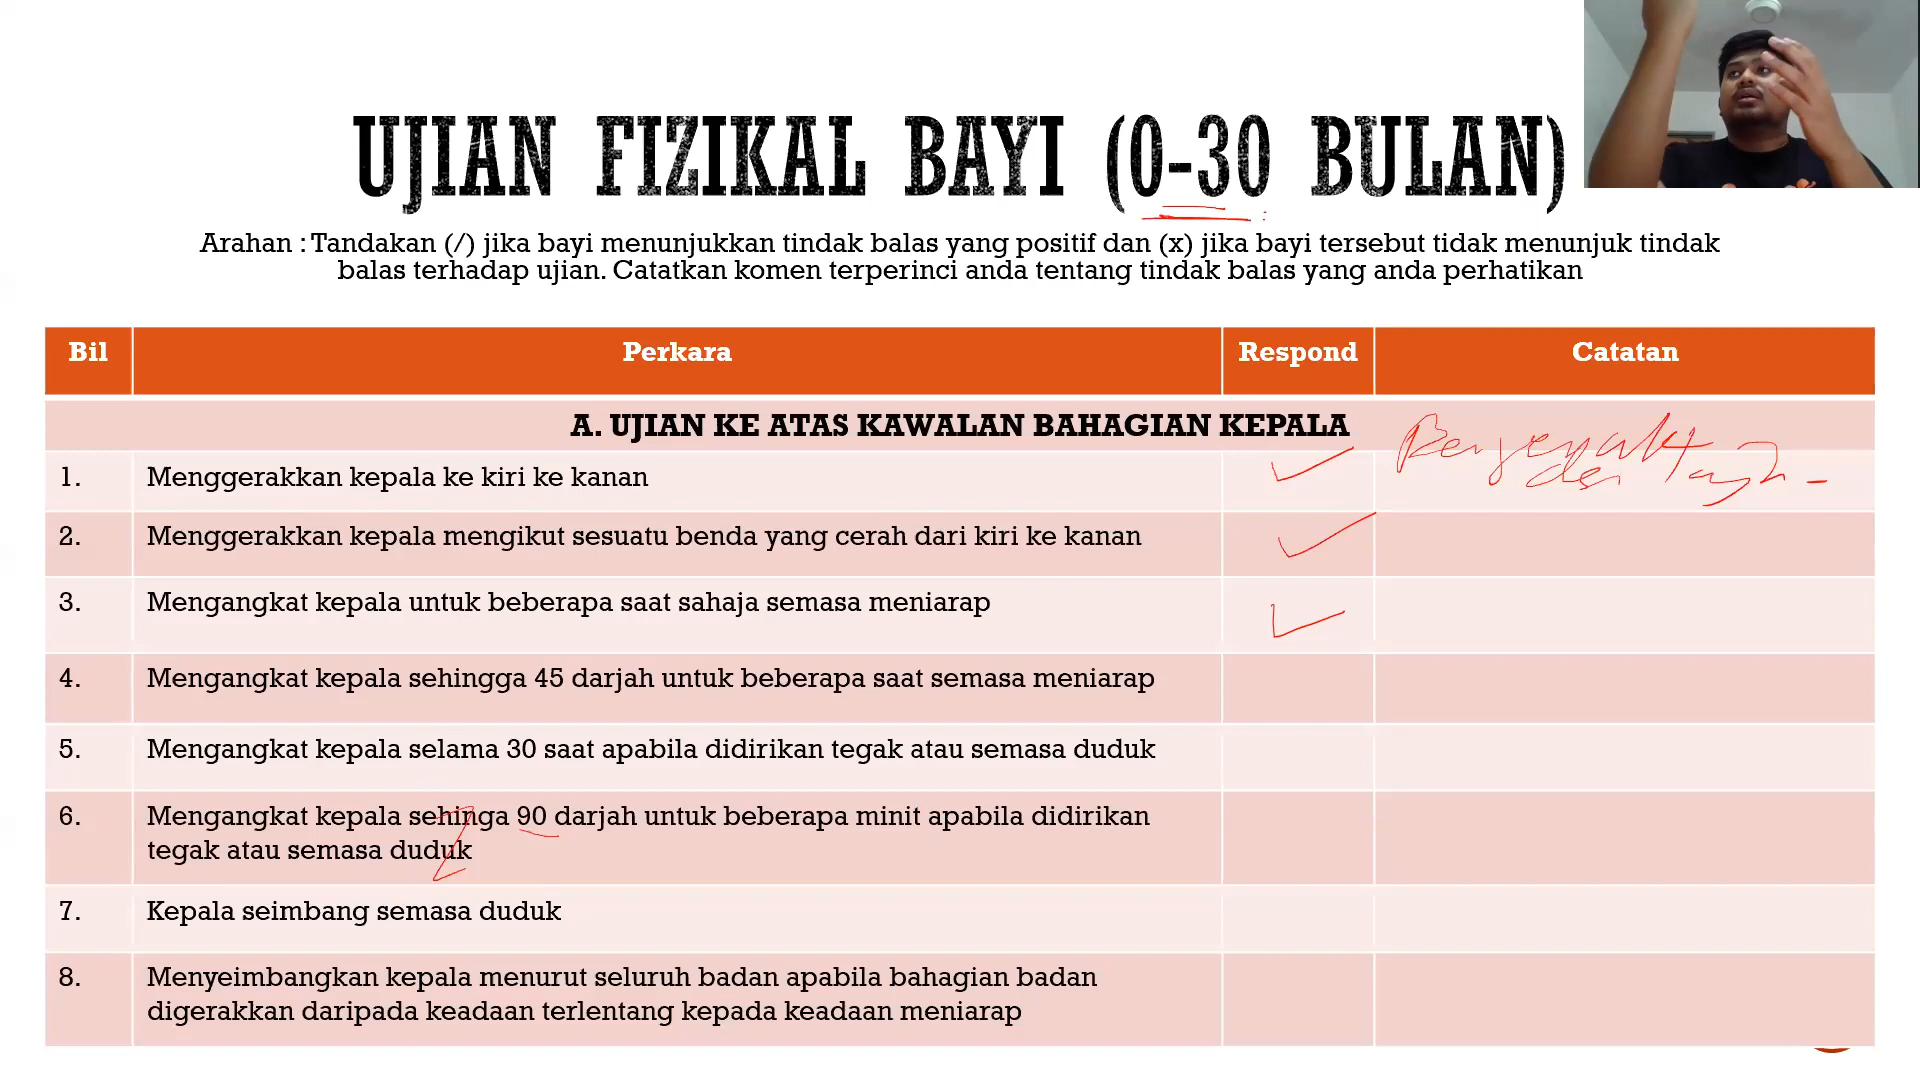 UJIAN FIZIKAL BAYI (0-30 BULAN)
Arahan : Tandakan (/) jika bayi menunjukkan tindak balas yang positif dan (x) jika bayi tersebut tidak menunjuk tindak
balas terhadap ujian. Catatkan komen terperinci anda tentang tindak balas yang anda perhatikan
Bil Perkara Respond Catatan
A. UJIAN KE ATAS KAWALAN BAHAGIAN KEPALA
1. Menggerakkan kepala ke kiri ke kanan
2. Menggerakkan kepala mengikut sesuatu benda yang cerah dari kiri ke kanan
3. Mengangkat kepala untuk beberapa saat sahaja semasa meniarap
4. Mengangkat kepala sehingga 45 darjah untuk beberapa saat semasa meniarap
5. Mengangkat kepala selama 30 saat apabila didirikan tegak atau semasa duduk
6. Mengangkat kepala sehinga 90 darjah untuk beberapa minit apabila didirikan
tegak atau semasa duduk
7. Kepala seimbang semasa duduk
8. Menyeimbangkan kepala menurut seluruh badan apabila bahagian badan
digerakkan daripada keadaan terlentang kepada keadaan meniarap